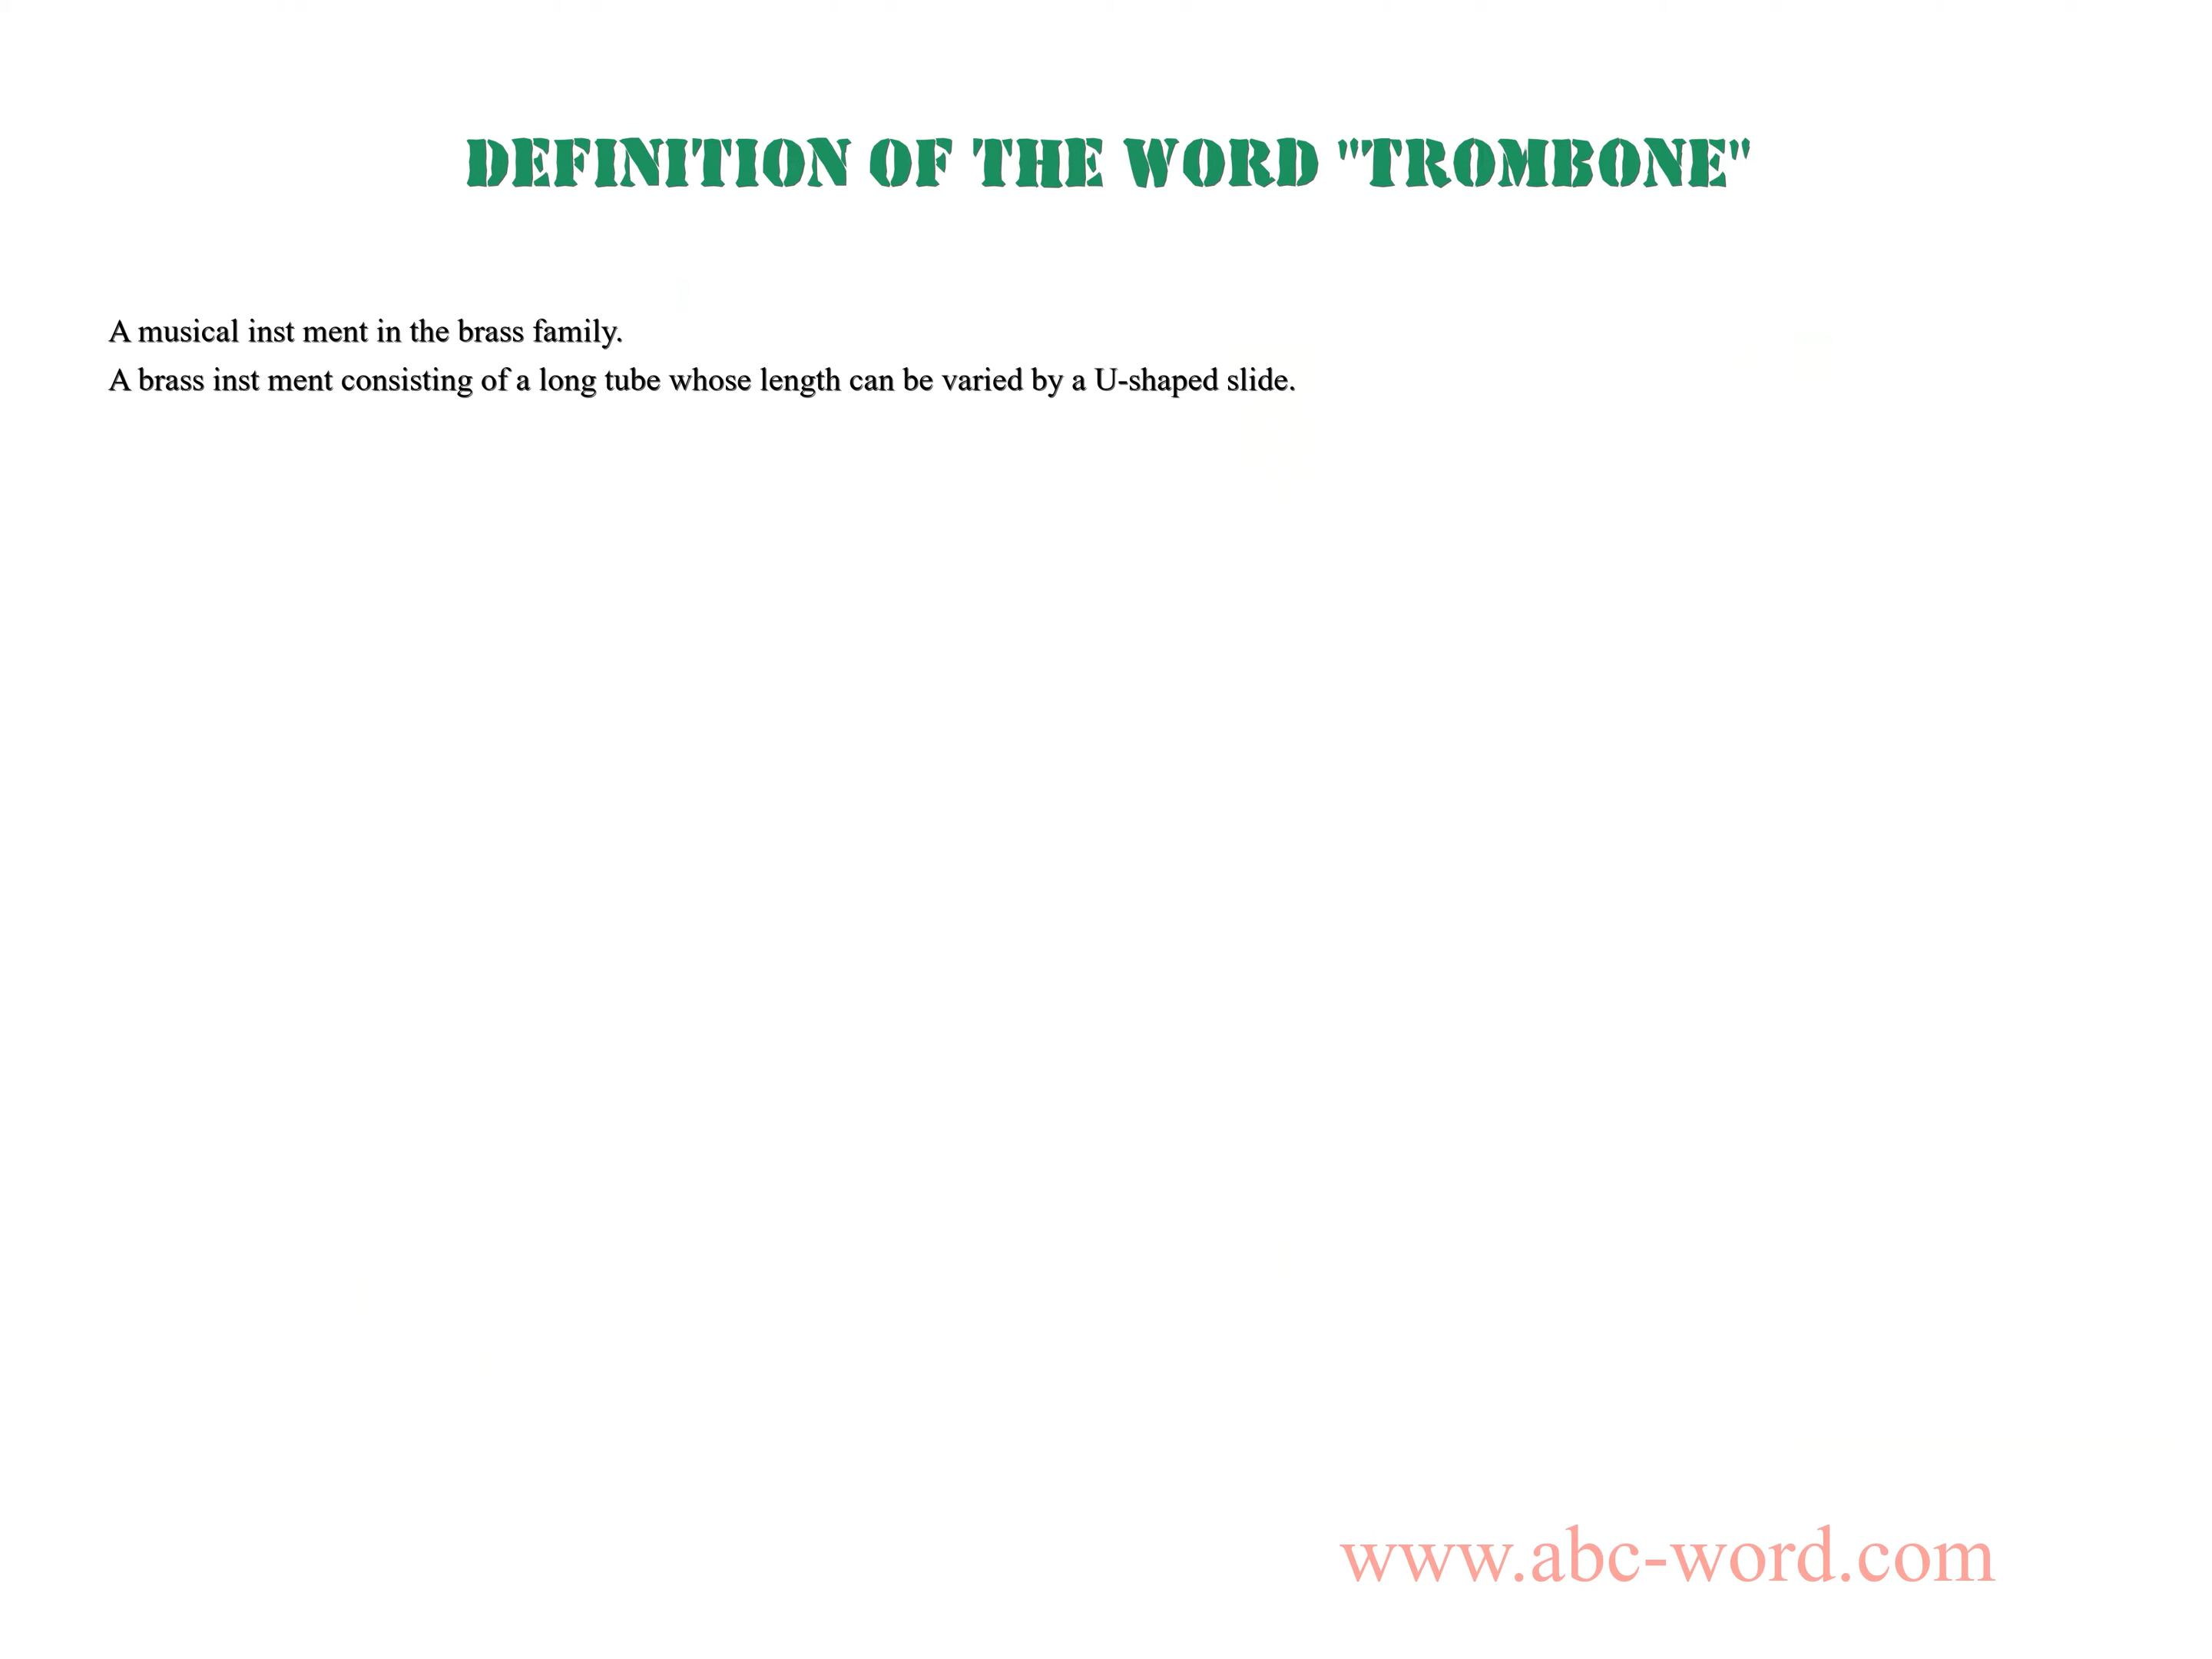 DEFINITION OF THE WORD "TROMBONE"
A musical inst ment in the brass family.
A brass inst ment consisting of a long tube whose length can be varied by a U-shaped slide.
www.abc-word.com